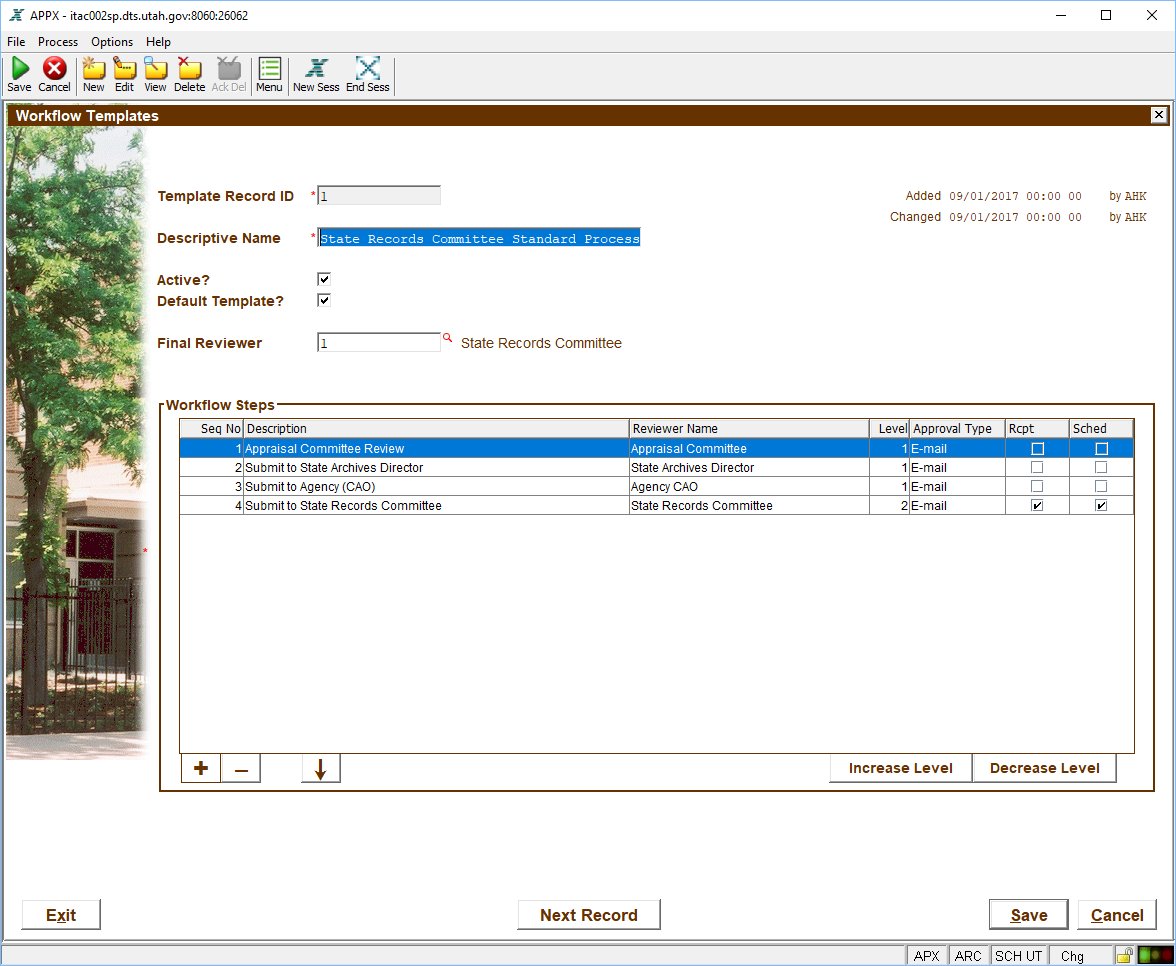 APPX - itac002sp.dts.utah.gov:8060:26062
File Process Options Help
Save Cancel New Edit View Delete Ack Del Menu New Sess End Sess
Workflow Templates
Template Record ID * 1 Added 09/01/2017 00:00 00 by AHK
Changed 09/01/2017 00:00 00 by AHK
Descriptive Name * State Records Committee Standard Process
Active?
Default Template?
Final Reviewer 1 State Records Committee
Workflow Steps
Seq No Description Reviewer Name Level Approval Type Rcpt Sched
1 Appraisal Committee Review Appraisal Committee 1 E-mail
2 Submit to State Archives Director State Archives Director 1 E-mail
3 Submit to Agency (CAO) Agency CAO 1 E-mail
4 Submit to State Records Committee State Records Committee 2 E-mail
*
+ – ↓ Increase Level Decrease Level
Exit Next Record Save Cancel
APX ARC SCH UT Chg